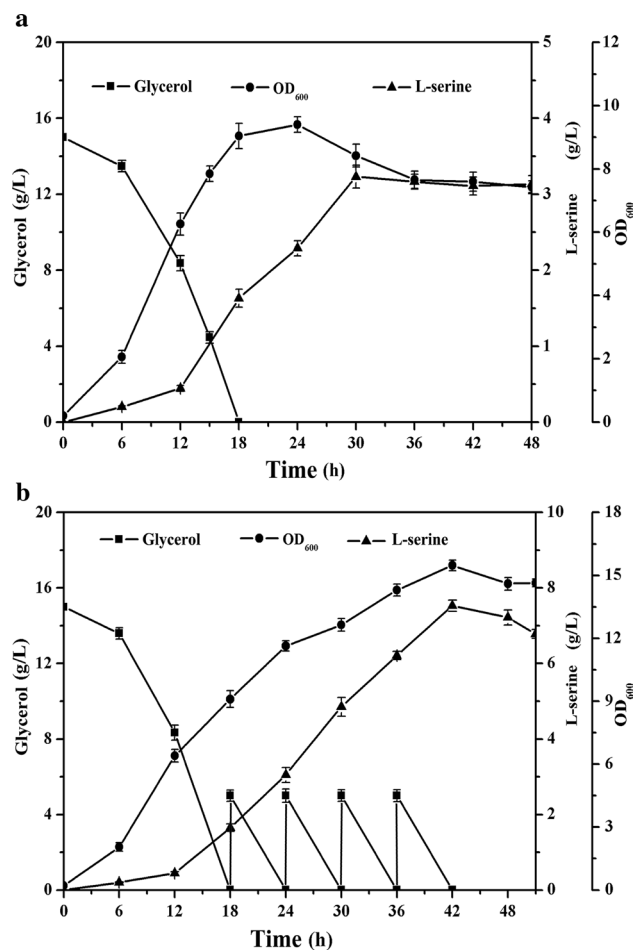 a
20 5 12
Glycerol OD600 L-serine
16 4 10
12 3 8
6
8 2
4
4 1 2
0 0 0
0 6 12 18 24 30 36 42 48
Glycerol (g/L)
L-serine (g/L)
OD600
Time (h)
b
20 10 18
Glycerol OD600 L-serine
16 8 15
12 6 12
9
8 4
6
4 2 3
0 0 0
0 6 12 18 24 30 36 42 48
Glycerol (g/L)
L-serine (g/L)
OD600
Time (h)